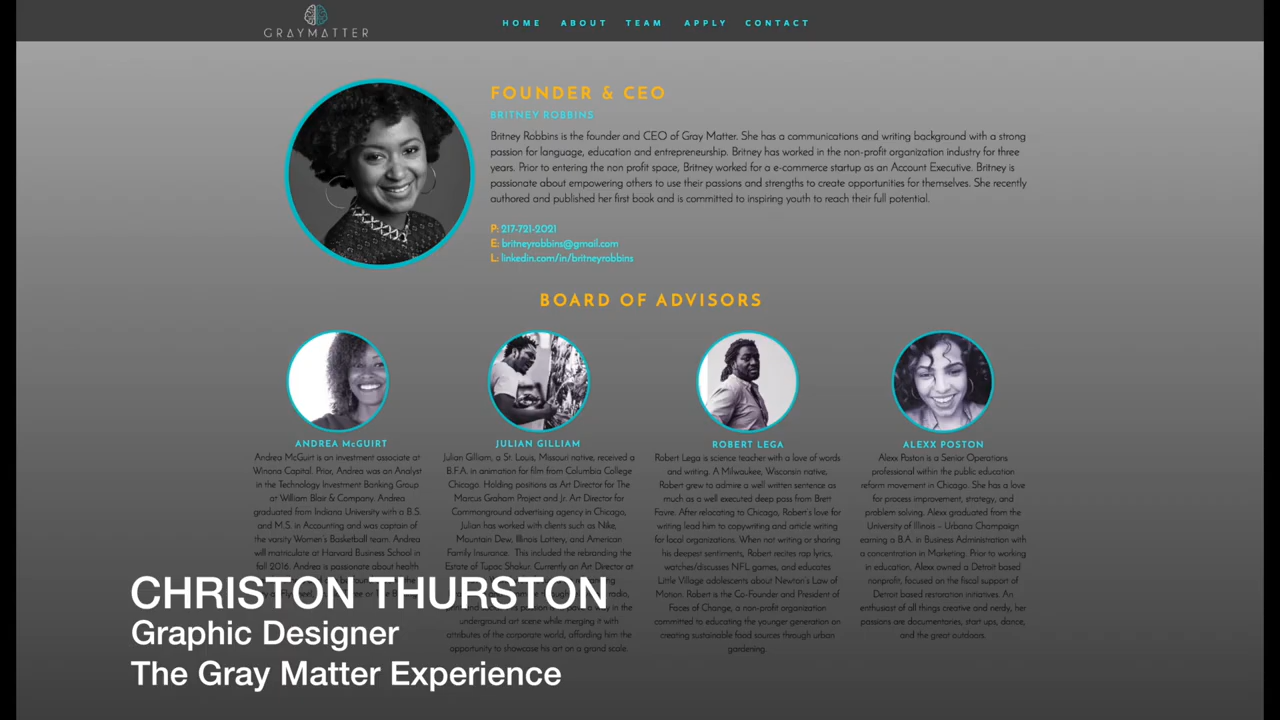 GRAYMATTER
HOME ABOUT TEAM APPLY CONTACT
FOUNDER & CEO
BRITNEY ROBBINS
Britney Robbins is the founder and CEO of Gray Matter. She has a communications and writing background with a strong
passion for language, education and entrepreneurship. Britney has worked in the non-profit organization industry for three
years. Prior to entering the non profit space, Britney worked for a e-commerce startup as an Account Executive. Britney is
passionate about empowering others to use their passions and strengths to create opportunities for themselves. She recently
authored and published her first book and is committed to inspiring youth to reach their full potential.
P: 217-721-2021
E: britneyrobbins@gmail.com
L: linkedin.com/in/britneyrobbins
BOARD OF ADVISORS
ANDREA McGUIRT
Andrea McGuirt is an investment associate at
Winona Capital. Prior, Andrea was an Analyst
in the Technology Investment Banking Group
at William Blair & Company. Andrea
graduated from Indiana University with a B.S.
and M.S. in Accounting and was captain of
the varsity Women's Basketball team. Andrea
will matriculate at Harvard Business School in
fall 2016. Andrea is passionate about health
JULIAN GILLIAM
Julian Gilliam, a St. Louis, Missouri native, received a
B.F.A. in animation for film from Columbia College
Chicago. Holding positions as Art Director for The
Marcus Graham Project and Jr. Art Director for
Commonground advertising agency in Chicago,
Julian has worked with clients such as Nike,
Mountain Dew, Illinois Lottery, and American
Family Insurance. This included the rebranding the
Estate of Tupac Shakur. Currently an Art Director at
radio,
passion is to pave a way in the
underground art scene while merging it with
attributes of the corporate world, affording him the
opportunity to showcase his art on a grand scale.
ROBERT LEGA
Robert Lega is science teacher with a love of words
and writing. A Milwaukee, Wisconsin native,
Robert grew to admire a well written sentence as
much as a well executed deep pass from Brett
Favre. After relocating to Chicago, Robert's love for
writing lead him to copywriting and article writing
for local organizations. When not writing or sharing
his deepest sentiments, Robert recites rap lyrics,
watches/discusses NFL games, and educates
Little Village adolescents about Newton's Law of
Motion. Robert is the Co-Founder and President of
Faces of Change, a non-profit organization
committed to educating the younger generation on
creating sustainable food sources through urban
gardening.
ALEXX POSTON
Alexx Poston is a Senior Operations
professional within the public education
reform movement in Chicago. She has a love
for process improvement, strategy, and
problem solving. Alexx graduated from the
University of Illinois – Urbana Champaign
earning a B.A. in Business Administration with
a concentration in Marketing. Prior to working
in education, Alexx owned a Detroit based
nonprofit, focused on the fiscal support of
Detroit based restoration initiatives. An
enthusiast of all things creative and nerdy, her
passions are documentaries, start ups, dance,
and the great outdoors.
CHRISTON THURSTON
Graphic Designer
The Gray Matter Experience